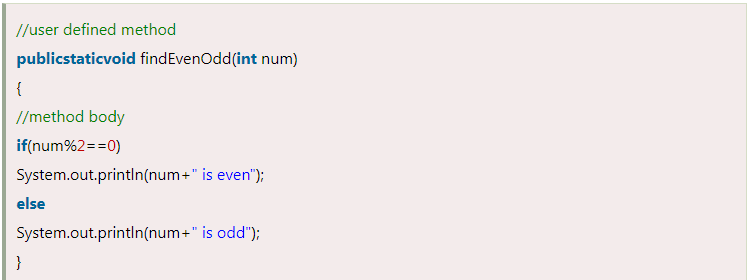 //user defined method
publicstaticvoid findEvenOdd(int num)
{
//method body
if(num%2==0)
System.out.println(num+" is even");
else
System.out.println(num+" is odd");
}